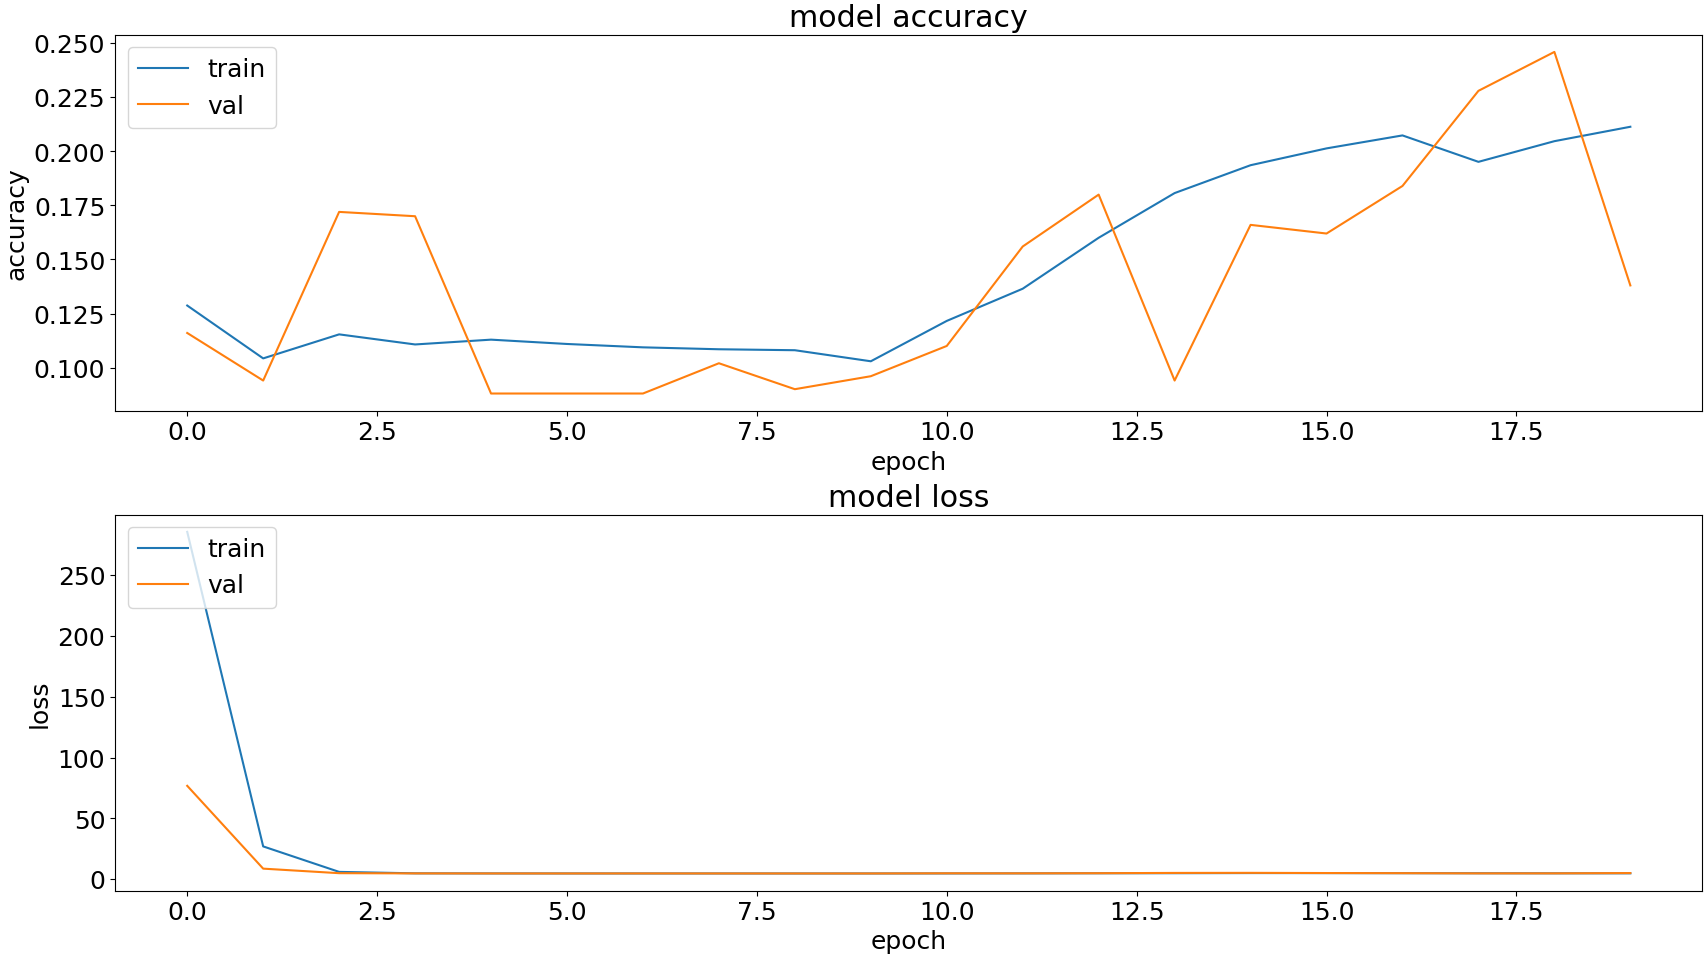 model accuracy
train
val
0.250
0.225
0.200
0.175
0.150
0.125
0.100
accuracy
0.0 2.5 5.0 7.5 10.0 12.5 15.0 17.5
epoch
model loss
train
val
250
200
150
100
50
0
loss
0.0 2.5 5.0 7.5 10.0 12.5 15.0 17.5
epoch